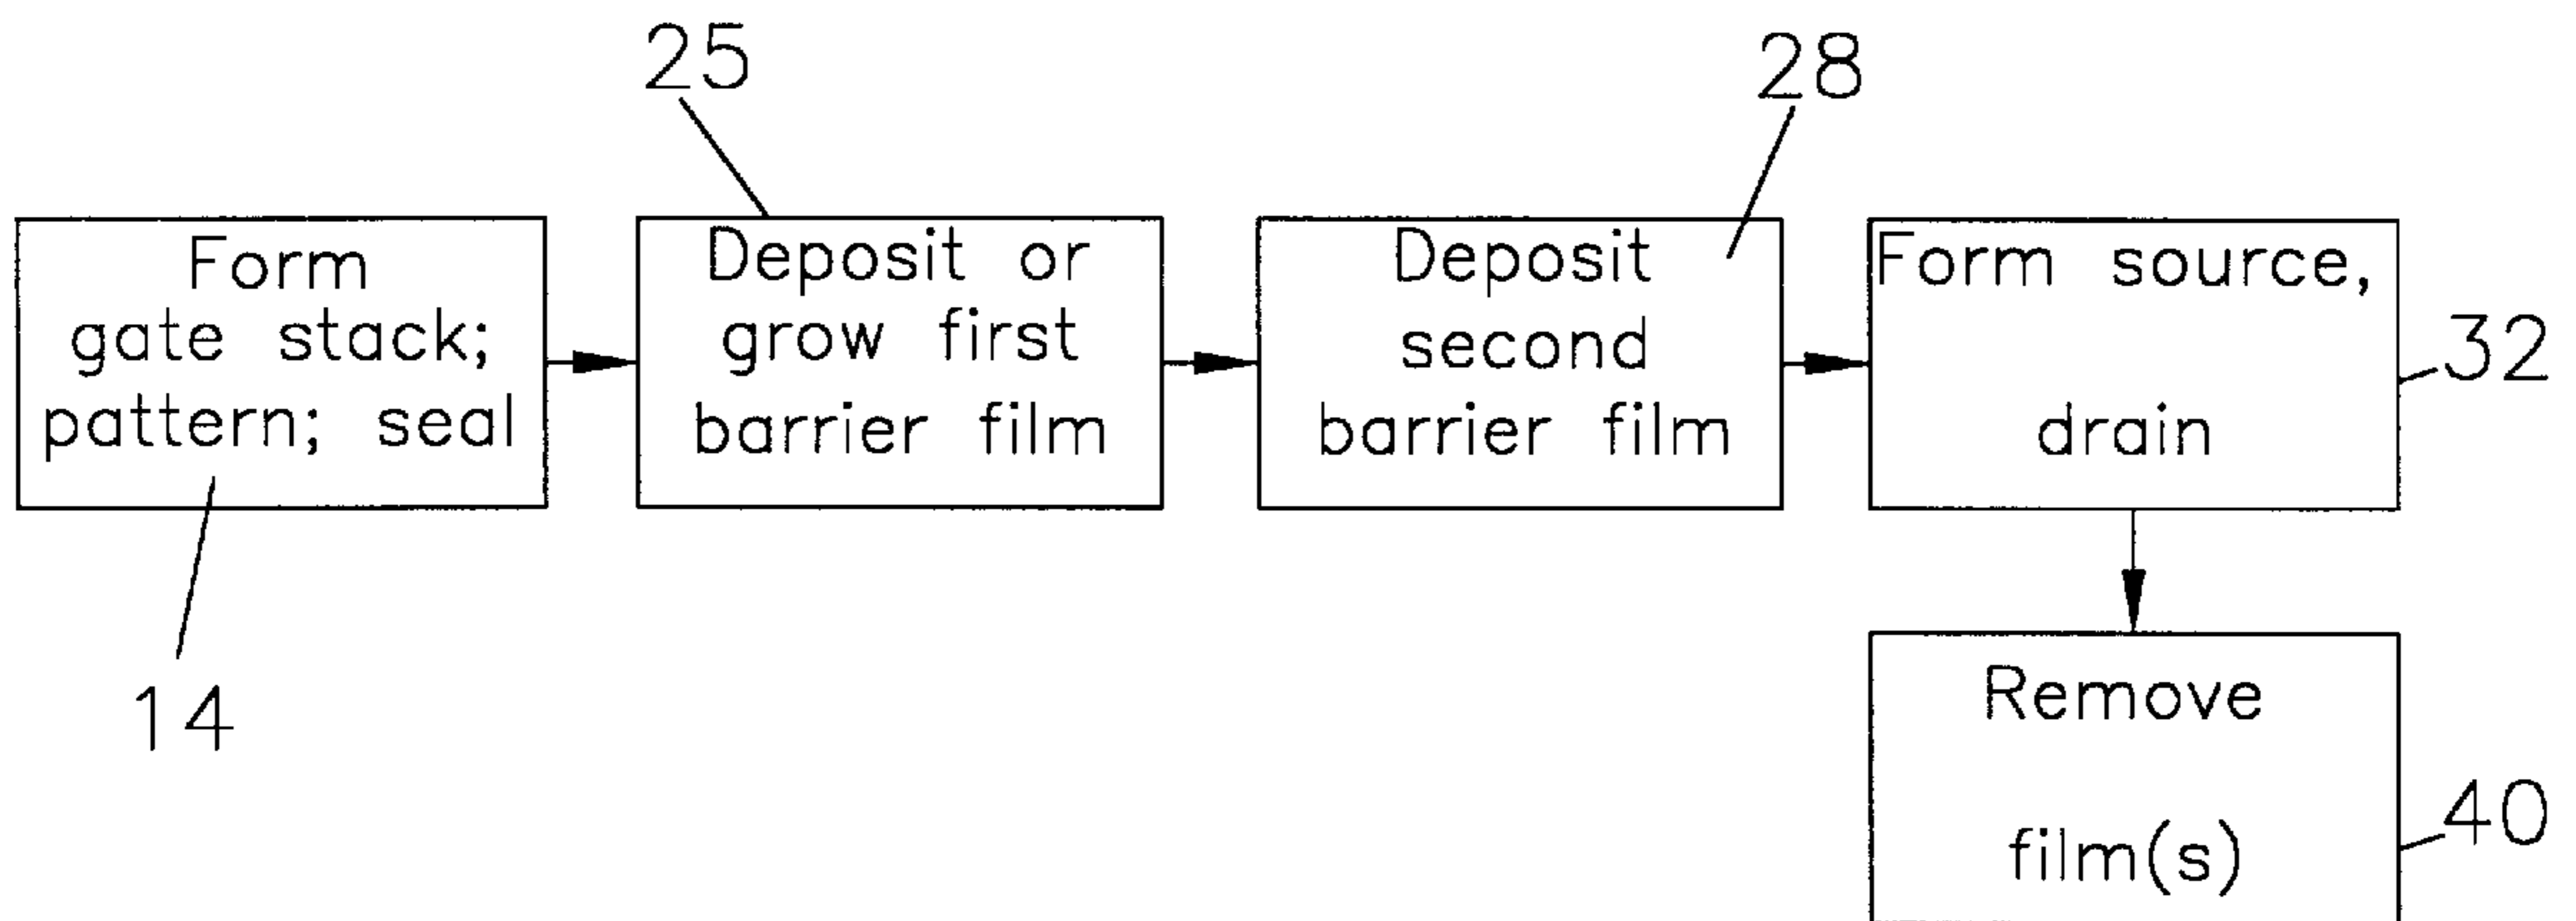 25
28
Form
gate stack;
pattern; seal
Deposit or
grow first
barrier film
Deposit
second
barrier film
Form source,
drain
32
14
Remove
film(s)
40